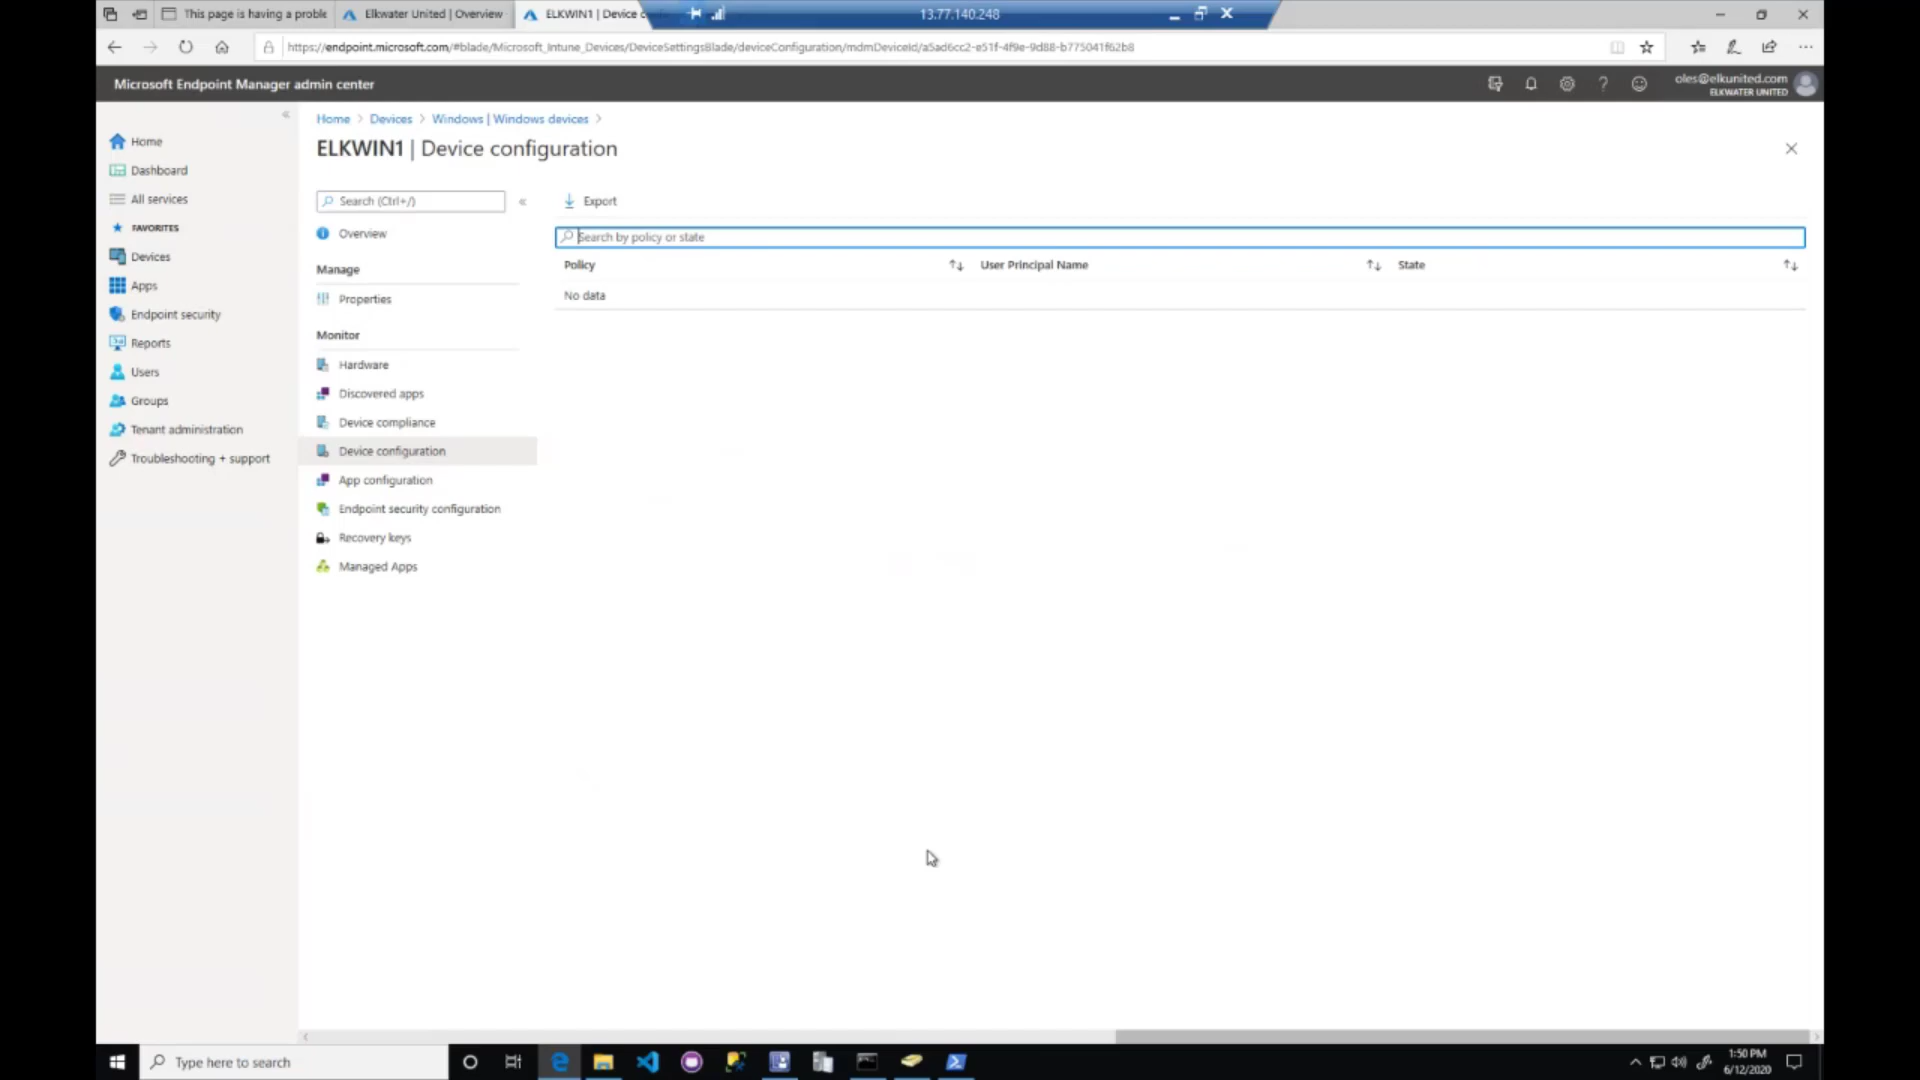 This page is having a proble
Elkwater United | Overview
ELKWIN1 | Device c
13.77.140.248
https://endpoint.microsoft.com/#blade/Microsoft_Intune_Devices/DeviceSettingsBlade/deviceConfiguration/mdmDeviceId/a5ad6cc2-e51f-4f9e-9d88-b775041f62b8
Microsoft Endpoint Manager admin center
oles@elkunited.com
ELKWATER UNITED
Home
Dashboard
All services
FAVORITES
Devices
Apps
Endpoint security
Reports
Users
Groups
Tenant administration
Troubleshooting + support
Home > Devices > Windows | Windows devices >
ELKWIN1 | Device configuration
Search (Ctrl+/)
Overview
Manage
Properties
Monitor
Hardware
Discovered apps
Device compliance
Device configuration
App configuration
Endpoint security configuration
Recovery keys
Managed Apps
Export
Search by policy or state
Policy
User Principal Name
State
No data
Type here to search
1:50 PM
6/12/2020